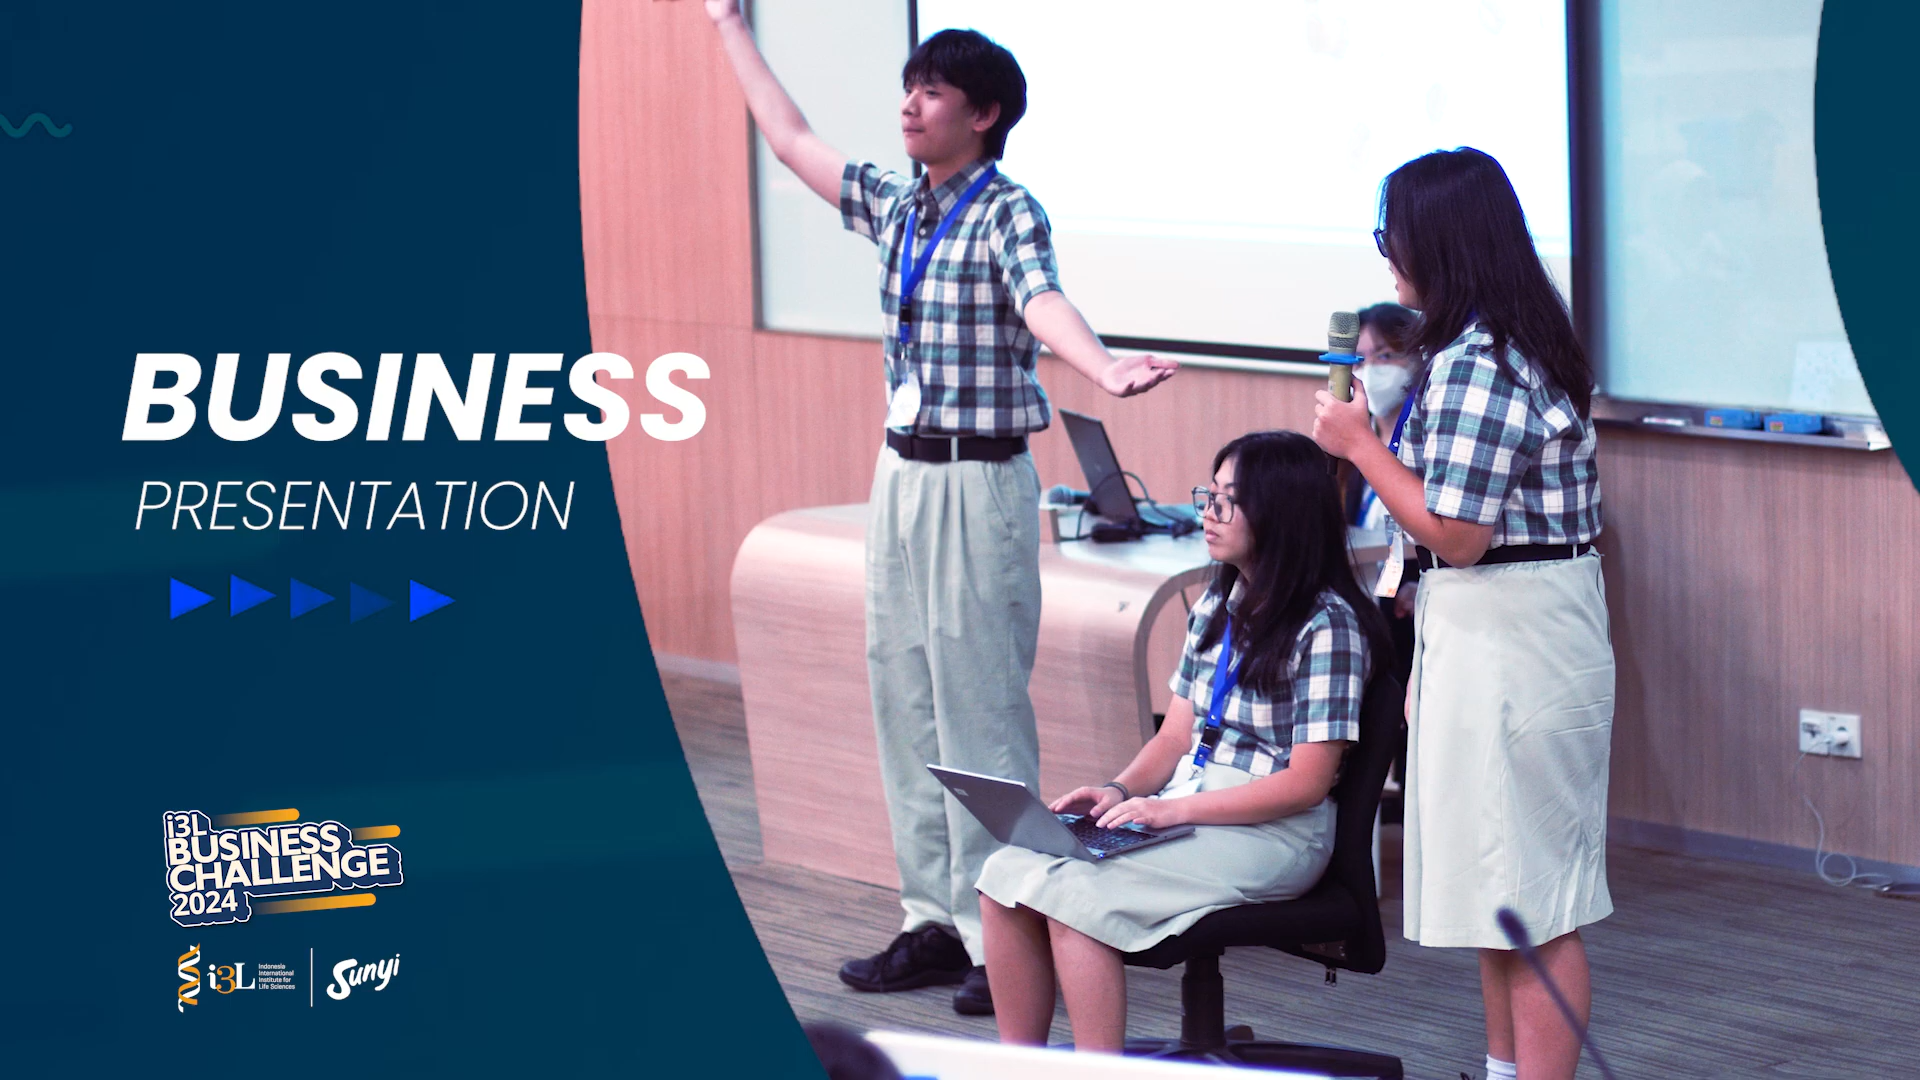 BUSINESS
PRESENTATION
i3L
BUSINESS
CHALLENGE
2024
i3L
Indonesia
International
Institute for
Life Sciences
Sunyi